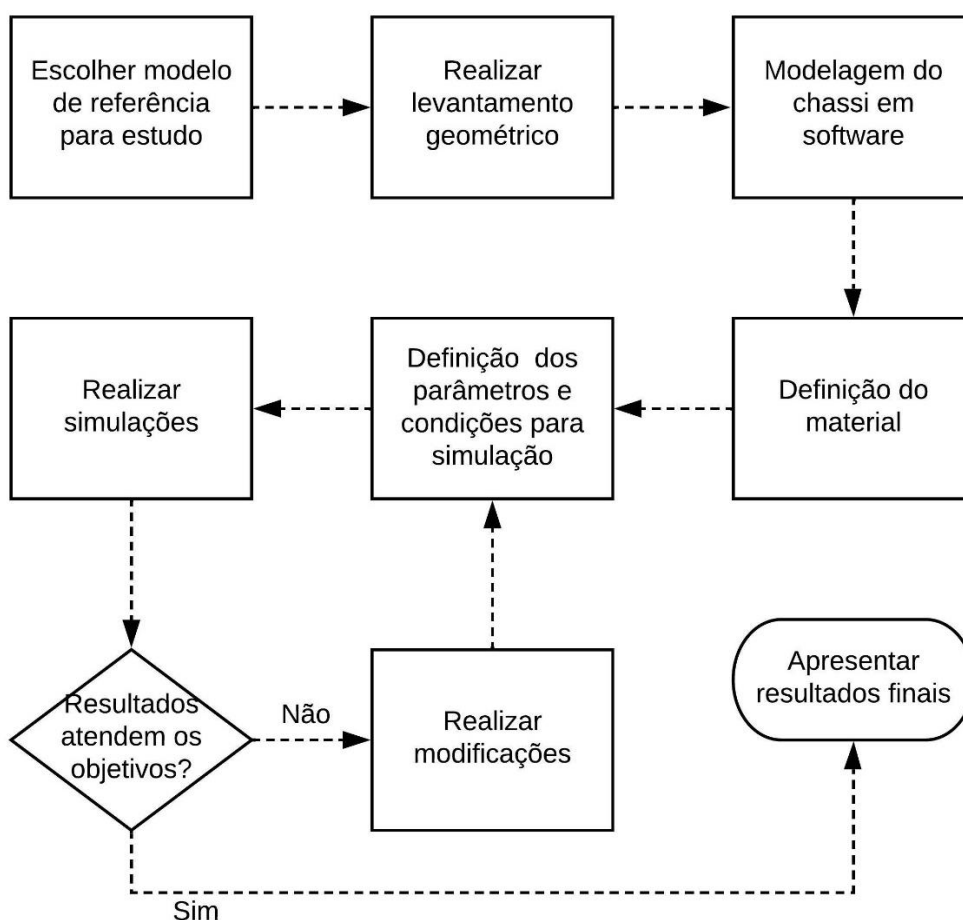 Escolher modelo
de referência
para estudo
Realizar
levantamento
geométrico
Modelagem do
chassi em
software
Definição do
material
Definição dos
parâmetros e
condições para
simulação
Realizar
simulações
Resultados
atendem os
objetivos?
Não
Realizar
modificações
Sim
Apresentar
resultados finais